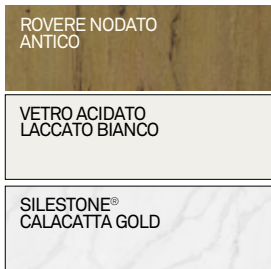 ROVERE NODATO
ANTICO
VETRO ACIDATO
LACCATO BIANCO
SILESTONE®
CALACATTA GOLD